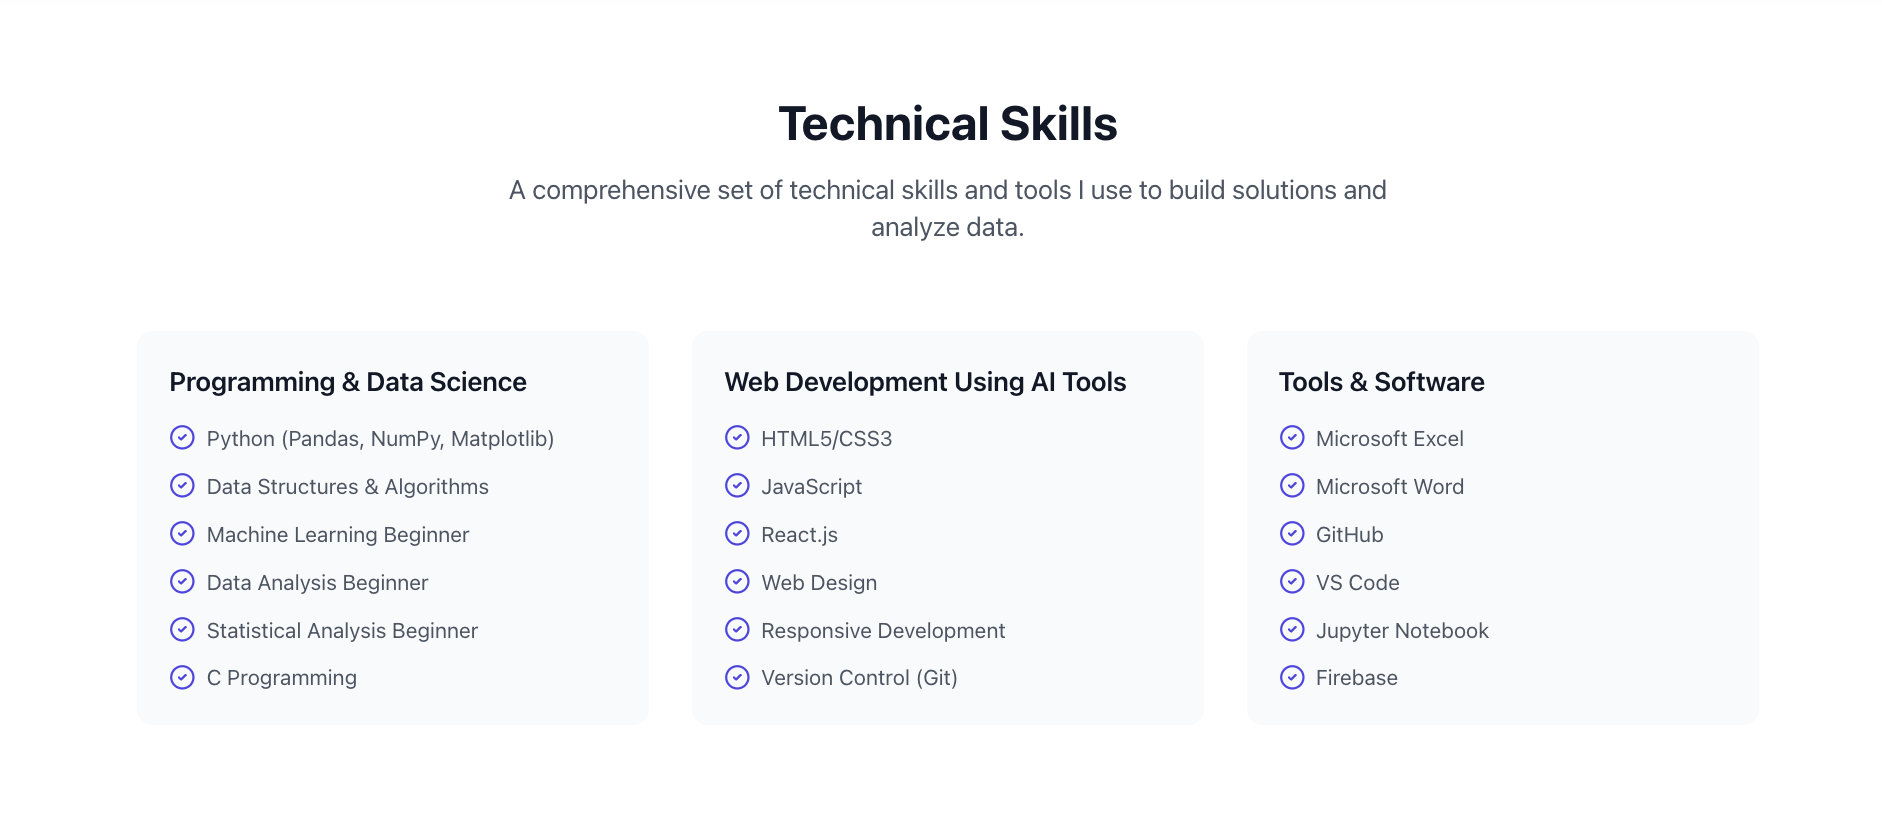 Technical Skills
A comprehensive set of technical skills and tools I use to build solutions and
analyze data.
Programming & Data Science
Python (Pandas, NumPy, Matplotlib)
Data Structures & Algorithms
Machine Learning Beginner
Data Analysis Beginner
Statistical Analysis Beginner
C Programming
Web Development Using AI Tools
HTML5/CSS3
JavaScript
React.js
Web Design
Responsive Development
Version Control (Git)
Tools & Software
Microsoft Excel
Microsoft Word
GitHub
VS Code
Jupyter Notebook
Firebase